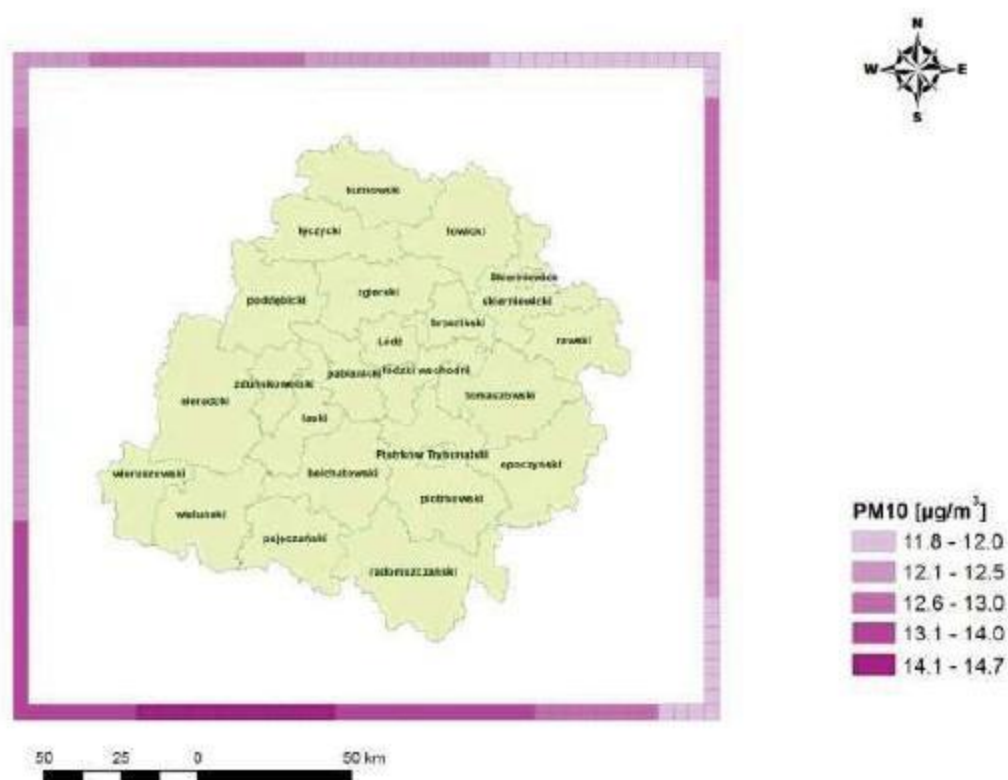 N
W E
S
kutnowski
łęczycki
łowicki
Skierniewice
zgierski
poddębicki
skierniewicki
brzeziński
Łódź
rawski
pabianicki
łódzki wschodni
zduńskowolski
tomaszowski
sieradzki
łaski
Piotrków Trybunalski
opoczyński
wieruszowski
bełchatowski
piotrkowski
wieluński
pajęczański
radomszczański
PM10 [µg/m³]
11.8 - 12.0
12.1 - 12.5
12.6 - 13.0
13.1 - 14.0
14.1 - 14.7
50 25 0 50 km